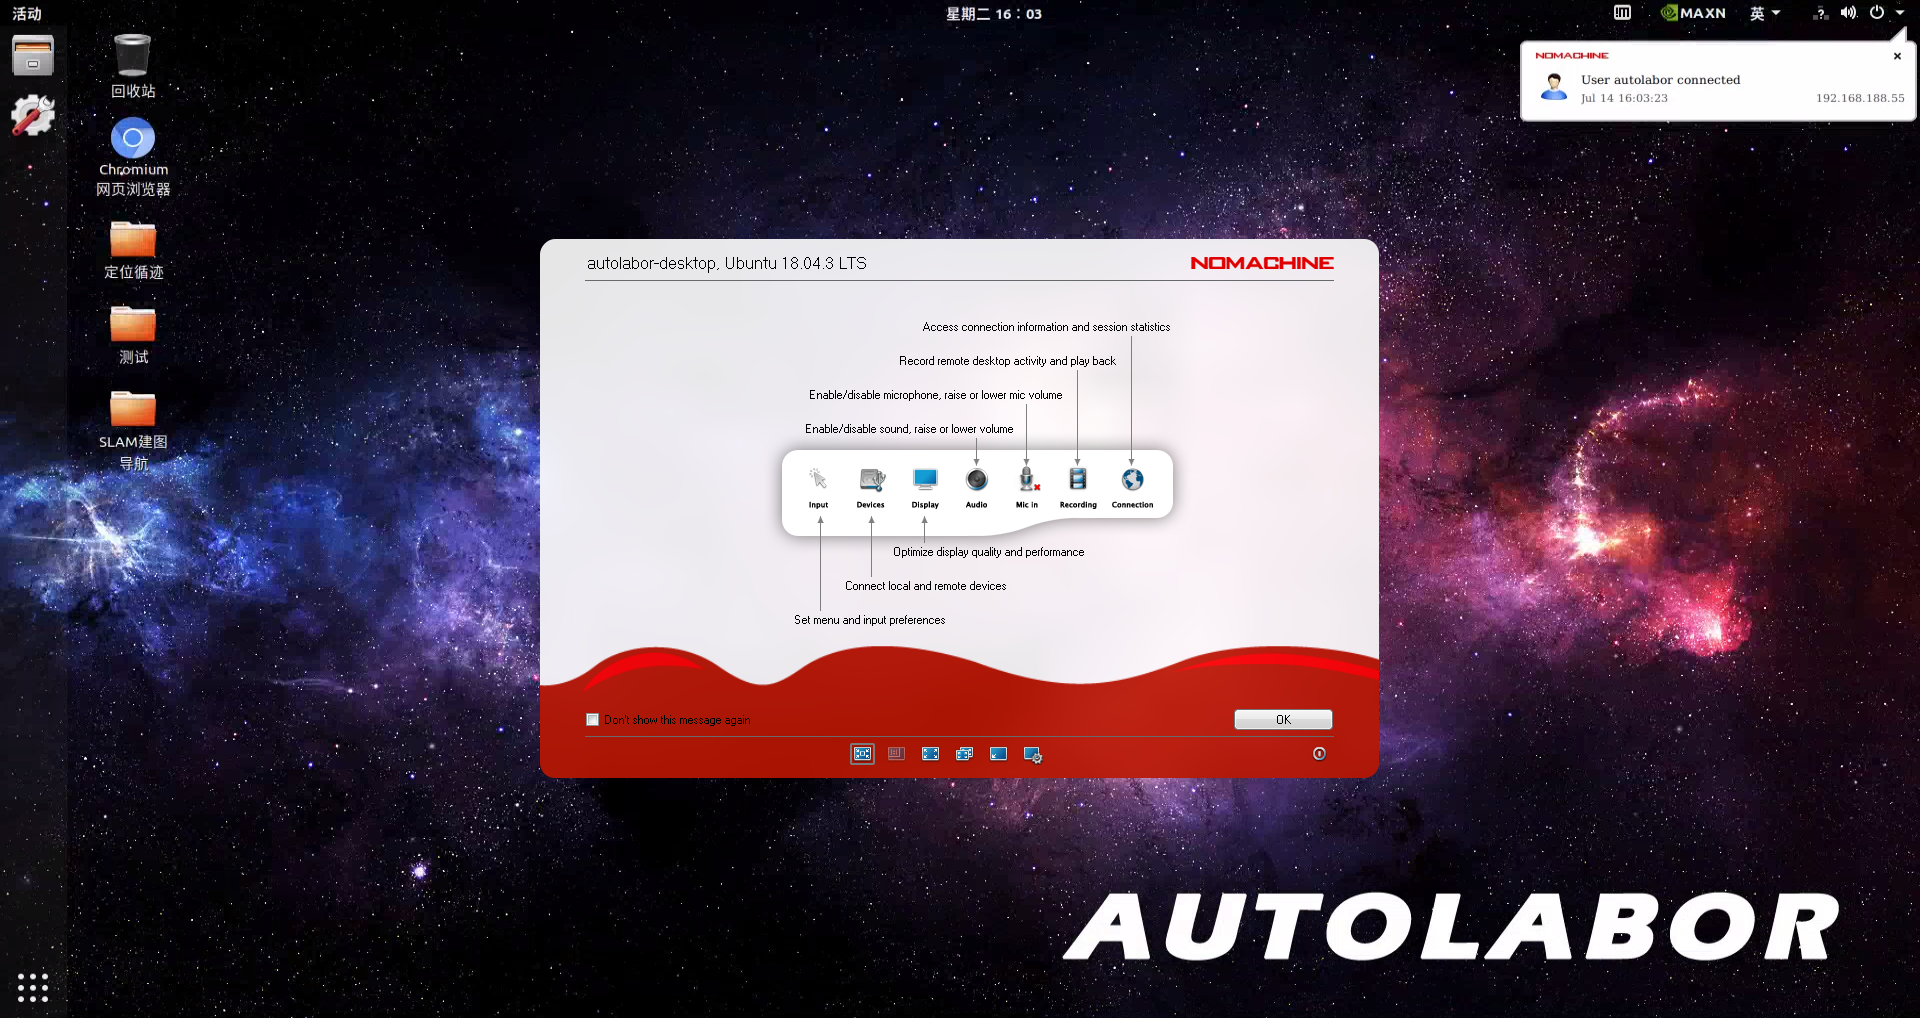 活动
星期二 16：03
MAXN
英
回收站
Chromium
网页浏览器
定位循迹
测试
SLAM建图
导航
NOMACHINE
User autolabor connected
Jul 14 16:03:23
192.168.188.55
autolabor-desktop, Ubuntu 18.04.3 LTS
NOMACHINE
Access connection information and session statistics
Record remote desktop activity and play back
Enable/disable microphone, raise or lower mic volume
Enable/disable sound, raise or lower volume
Input
Devices
Display
Audio
Mic in
Recording
Connection
Optimize display quality and performance
Connect local and remote devices
Set menu and input preferences
Don't show this message again
OK
AUTOLABOR